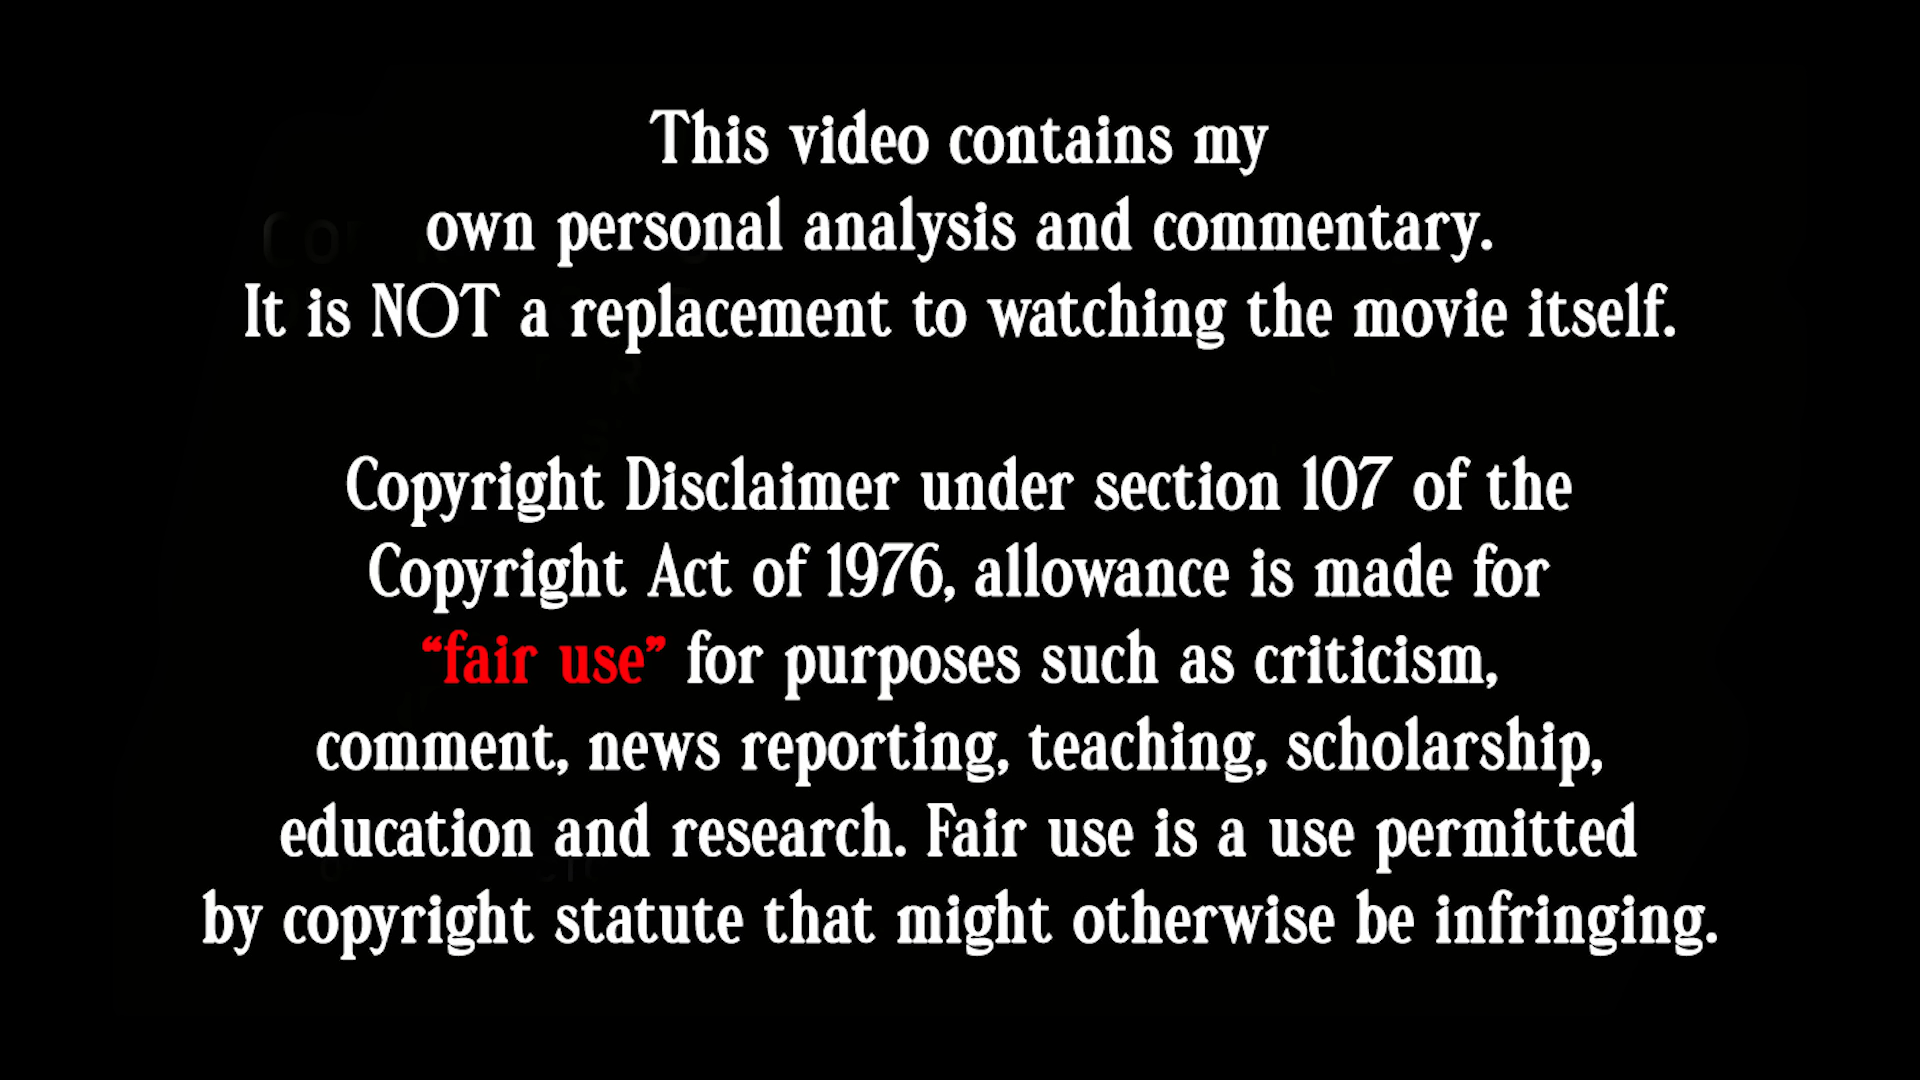 This video contains my
own personal analysis and commentary.
It is NOT a replacement to watching the movie itself.
Copyright Disclaimer under section 107 of the
Copyright Act of 1976, allowance is made for
“fair use” for purposes such as criticism,
comment, news reporting, teaching, scholarship,
education and research. Fair use is a use permitted
by copyright statute that might otherwise be infringing.